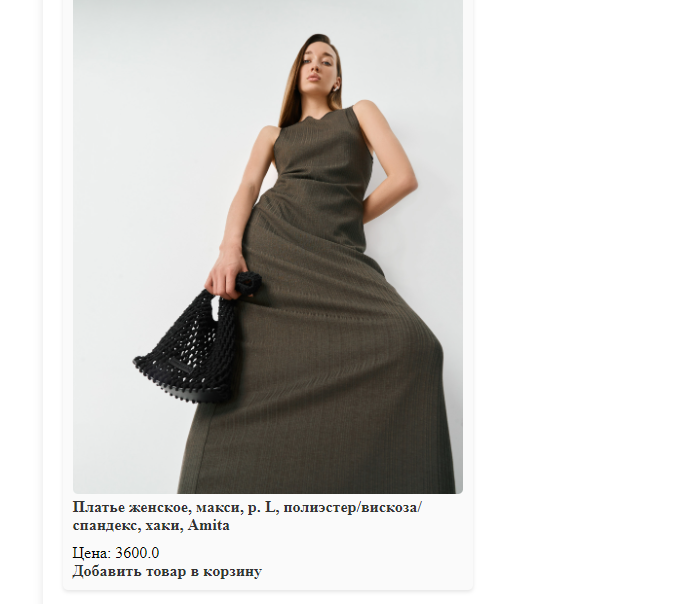 Платье женское, макси, р. L, полиэстер/вискоза/
спандекс, хаки, Amita
Цена: 3600.0
Добавить товар в корзину